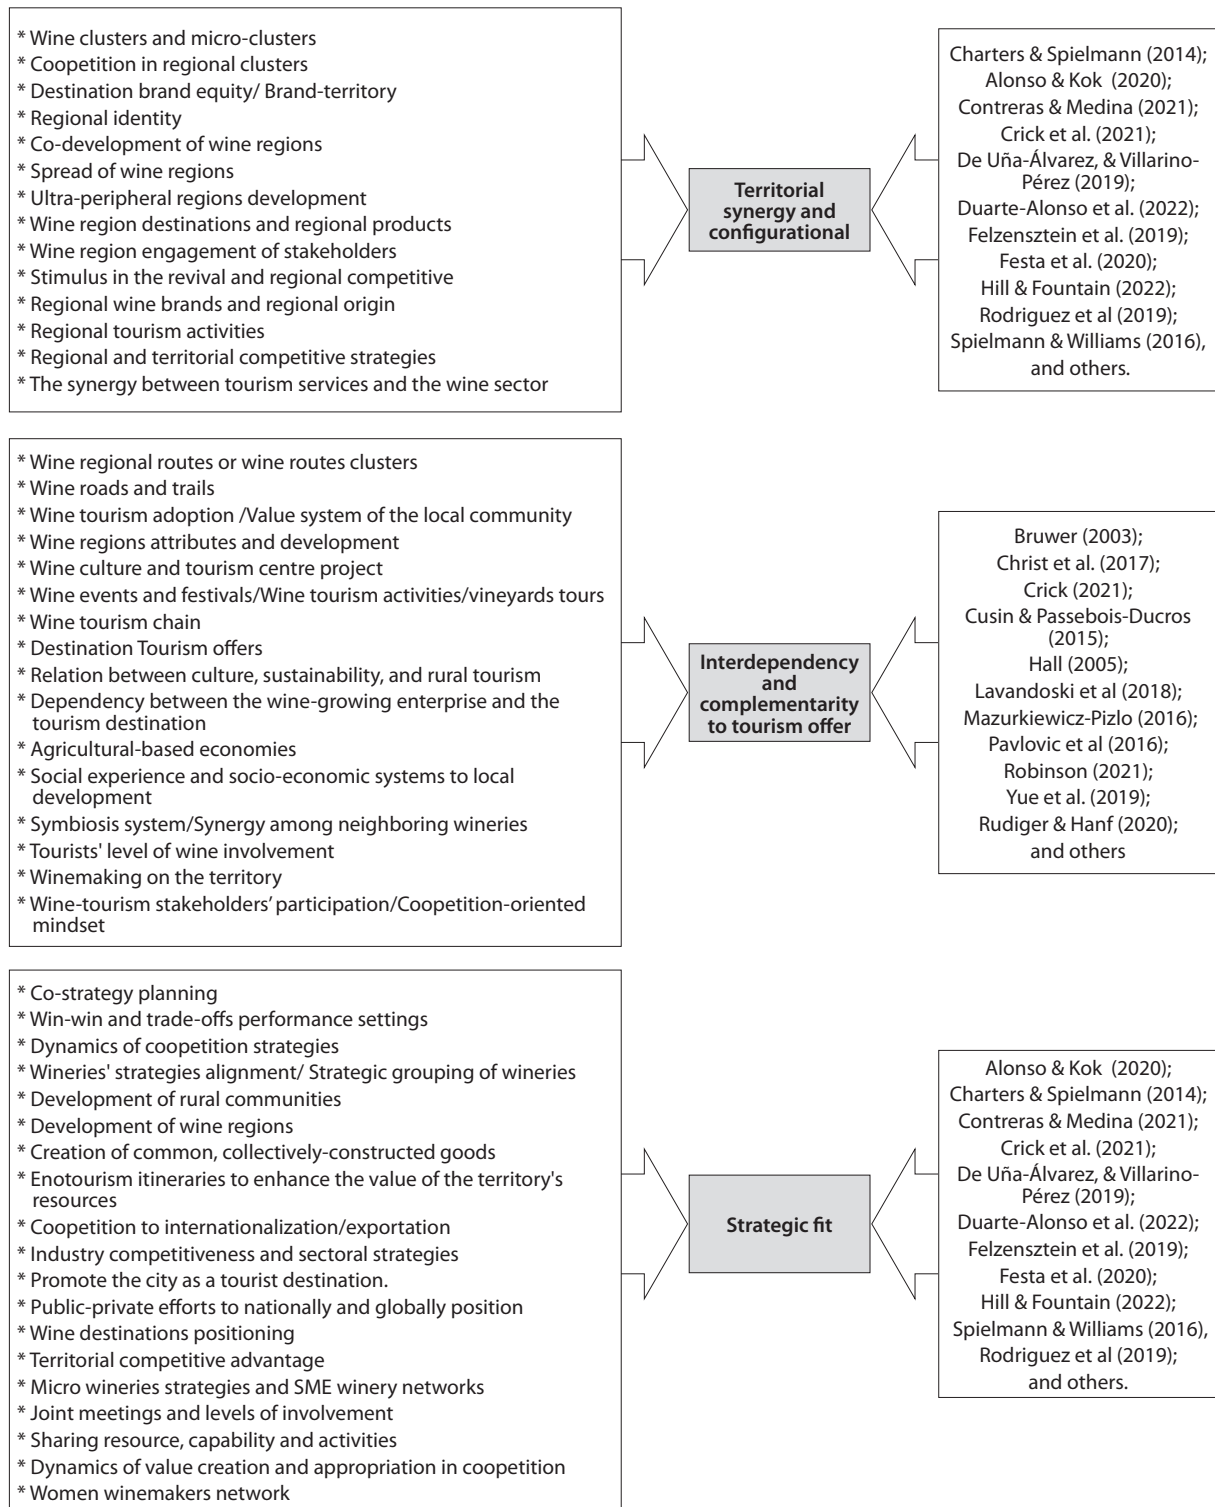 * Wine clusters and micro-clusters
* Coopetition in regional clusters
* Destination brand equity/ Brand-territory
* Regional identity
* Co-development of wine regions
* Spread of wine regions
* Ultra-peripheral regions development
* Wine region destinations and regional products
* Wine region engagement of stakeholders
* Stimulus in the revival and regional competitive
* Regional wine brands and regional origin
* Regional tourism activities
* Regional and territorial competitive strategies
* The synergy between tourism services and the wine sector
Territorial
synergy and
configurational
Charters & Spielmann (2014);
Alonso & Kok (2020);
Contreras & Medina (2021);
Crick et al. (2021);
De Uña-Álvarez, & Villarino-
Pérez (2019);
Duarte-Alonso et al. (2022;
Felzensztein et al. (2019);
Festa et al. (2020);
Hill & Fountain (2022);
Rodriguez et al (2019);
Spielmann & Williams (2016),
and others.
* Wine regional routes or wine routes clusters
* Wine roads and trails
* Wine tourism adoption /Value system of the local community
* Wine regions attributes and development
* Wine culture and tourism centre project
* Wine events and festivals/Wine tourism activities/vineyards tours
* Wine tourism chain
* Destination Tourism offers
* Relation between culture, sustainability, and rural tourism
* Dependency between the wine-growing enterprise and the
tourism destination
* Agricultural-based economies
* Social experience and socio-economic systems to local
development
* Symbiosis system/Synergy among neighboring wineries
* Tourists' level of wine involvement
* Winemaking on the territory
* Wine-tourism stakeholders' participation/Coopetition-oriented
mindset
Interdependency
and
complementarity
to tourism offer
Bruwer (2003);
Christ et al. (2017);
Crick (2021);
Cusin & Passebois-Ducros
(2015);
Hall (2005);
Lavandoski et al (2018);
Mazurkiewicz-Pizlo (2016);
Pavlovic et al (2016);
Robinson (2021);
Yue et al. (2019);
Rudiger & Hanf (2020);
and others
* Co-strategy planning
* Win-win and trade-offs performance settings
* Dynamics of coopetition strategies
* Wineries' strategies alignment/ Strategic grouping of wineries
* Development of rural communities
* Development of wine regions
* Creation of common, collectively-constructed goods
* Enotourism itineraries to enhance the value of the territory's
resources
* Coopetition to internationalization/exportation
* Industry competitiveness and sectoral strategies
* Promote the city as a tourist destination.
* Public-private efforts to nationally and globally position
* Wine destinations positioning
* Territorial competitive advantage
* Micro wineries strategies and SME winery networks
* Joint meetings and levels of involvement
* Sharing resource, capability and activities
* Dynamics of value creation and appropriation in coopetition
* Women winemakers network
Strategic fit
Alonso & Kok (2020);
Charters & Spielmann (2014);
Contreras & Medina (2021);
Crick et al. (2021);
De Uña-Álvarez, & Villarino-
Pérez (2019);
Duarte-Alonso et al. (2022;
Felzensztein et al. (2019);
Festa et al. (2020);
Hill & Fountain (2022);
Spielmann & Williams (2016),
Rodriguez et al (2019);
and others.